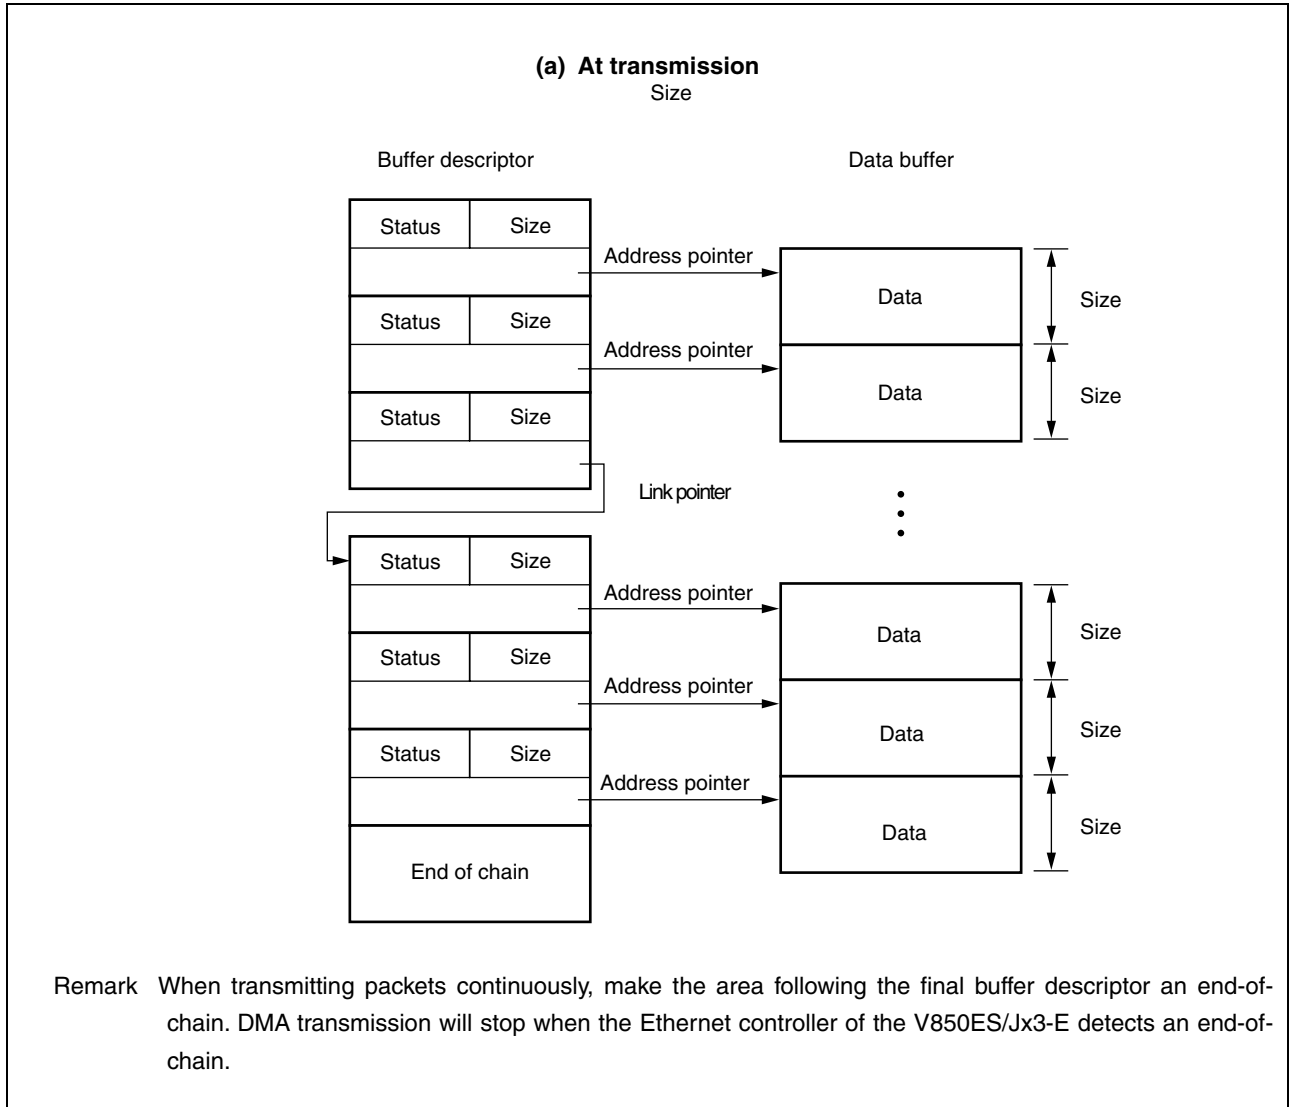 (a) At transmission
Size
Buffer descriptor
Data buffer
Status Size
Address pointer
Data
Size
Status Size
Address pointer
Data
Size
Status Size
Link pointer
Status Size
Address pointer
Data
Size
Status Size
Address pointer
Data
Size
Status Size
Address pointer
Data
Size
End of chain
Remark When transmitting packets continuously, make the area following the final buffer descriptor an end-of-
chain. DMA transmission will stop when the Ethernet controller of the V850ES/Jx3-E detects an end-of-
chain.